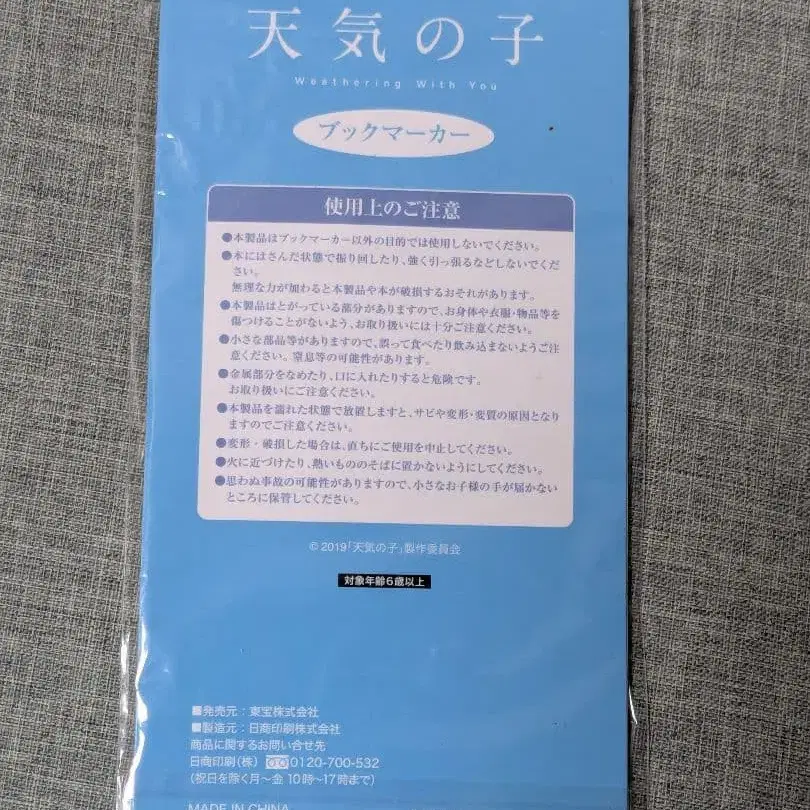 天気の子
Weathering With You
ブックマーカー
使用上のご注意
●本製品はブックマーカー以外の目的では使用しないでください。
●本にはさんだ状態で振り回したり、強く引っ張るなどしないでくだ
さい。
無理な力が加わると本製品や本が破損するおそれがあります。
●本製品はとがっている部分がありますので、お身体や衣服・物品等を
傷つけることがないよう、お取り扱いには十分ご注意ください。
●小さな部品等がありますので、誤って食べたり飲み込まないようご注
意ください。窒息等の可能性があります。
●金属部分をなめたり、口に入れたりすると危険です。
お取り扱いにご注意ください。
●本製品を濡れた状態で放置しますと、サビや変形・変質の原因となり
ますのでご注意ください。
●変形・破損した場合は、直ちにご使用を中止してください。
●火に近づけたり、熱いもののそばに置かないようにしてください。
●思わぬ事故の可能性がありますので、小さなお子様の手が届かない
ところに保管してください。
©2019「天気の子」製作委員会
対象年齢6歳以上
■発売元：東宝株式会社
■製造元：日商印刷株式会社
商品に関するお問い合せ先
日商印刷(株) 0120-700-532
(祝日を除く月〜金 10時〜17時まで)
MADE IN CHINA